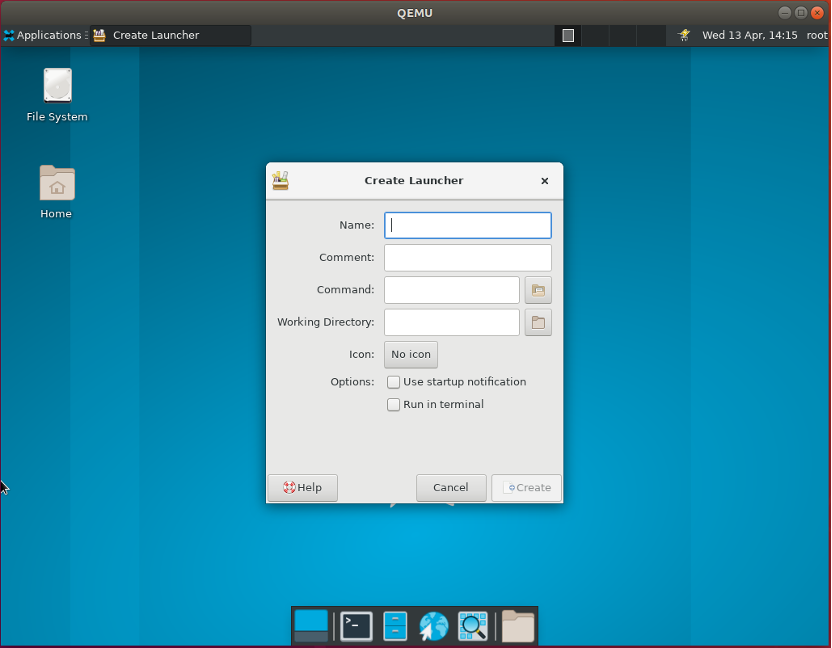 QEMU
Applications Create Launcher Wed 13 Apr, 14:15 root
File System
Home
Create Launcher
Name:
Comment:
Command:
Working Directory:
Icon: No icon
Options: Use startup notification
Run in terminal
Help Cancel Create